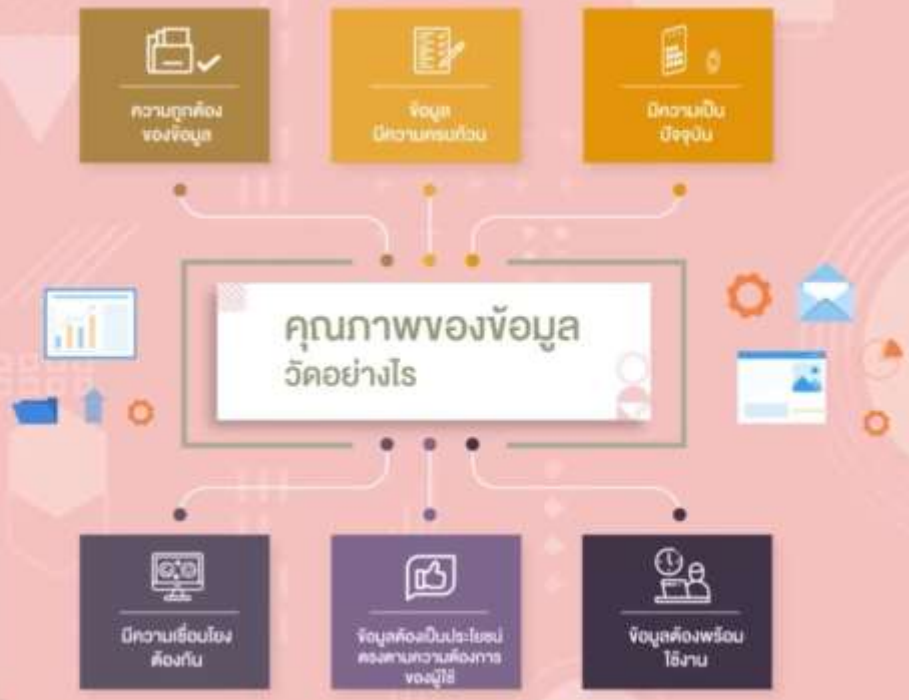 ความถูกต้อง
ของข้อมูล
ข้อมูล
มีความครบถ้วน
มีความเป็น
ปัจจุบัน
คุณภาพของข้อมูล
วัดอย่างไร
มีความเชื่อมโยง
ต้องกัน
ข้อมูลต้องเป็นประโยชน์
ตรงตามความต้องการ
ของผู้ใช้
ข้อมูลต้องพร้อม
ใช้งาน